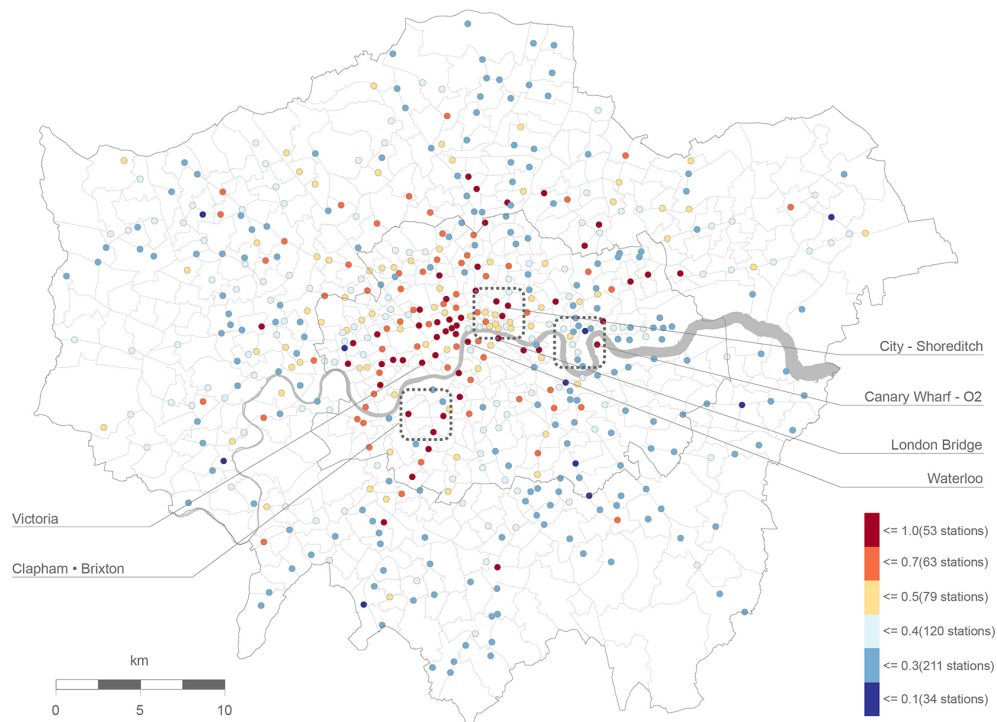 City - Shoreditch
Canary Wharf - O2
London Bridge
Waterloo
Victoria
Clapham • Brixton
<= 1.0(53 stations)
<= 0.7(63 stations)
<= 0.5(79 stations)
<= 0.4(120 stations)
<= 0.3(211 stations)
<= 0.1(34 stations)
km
0 5 10